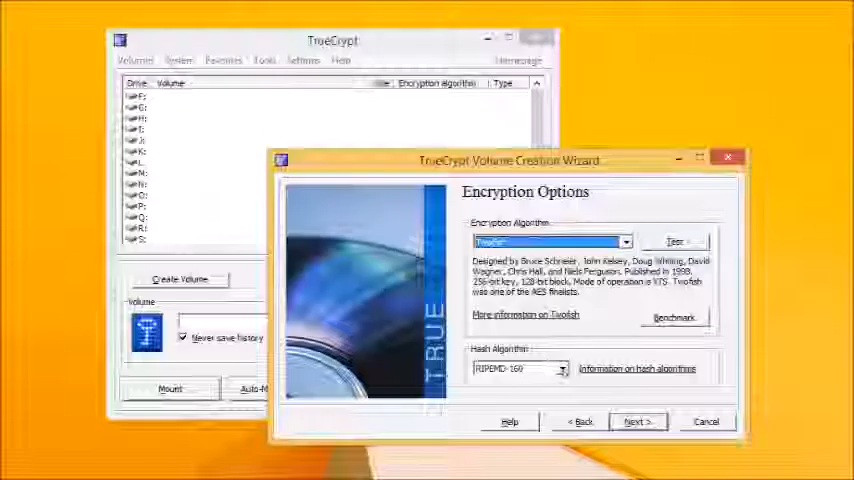 TrueCrypt
Volumes System Favorites Tools Settings Help Homepage
Drive Volume Encryption Algorithm Type
F:
G:
H:
I:
J:
K:
L:
M:
N:
O:
P:
Q:
R:
S:
Create Volume
Volume
Never save history
Mount
Auto-M
TrueCrypt Volume Creation Wizard
TRUE
Encryption Options
Encryption Algorithm
Twofish
Test
Designed by Bruce Schneier, John Kelsey, Doug Whiting, David
Wagner, Chris Hall, and Niels Ferguson. Published in 1998.
256-bit key, 128-bit block. Mode of operation is XTS. Twofish
was one of the AES finalists.
More information on Twofish
Benchmark
Hash Algorithm
RIPEMD-160
Information on hash algorithms
Help
< Back
Next >
Cancel